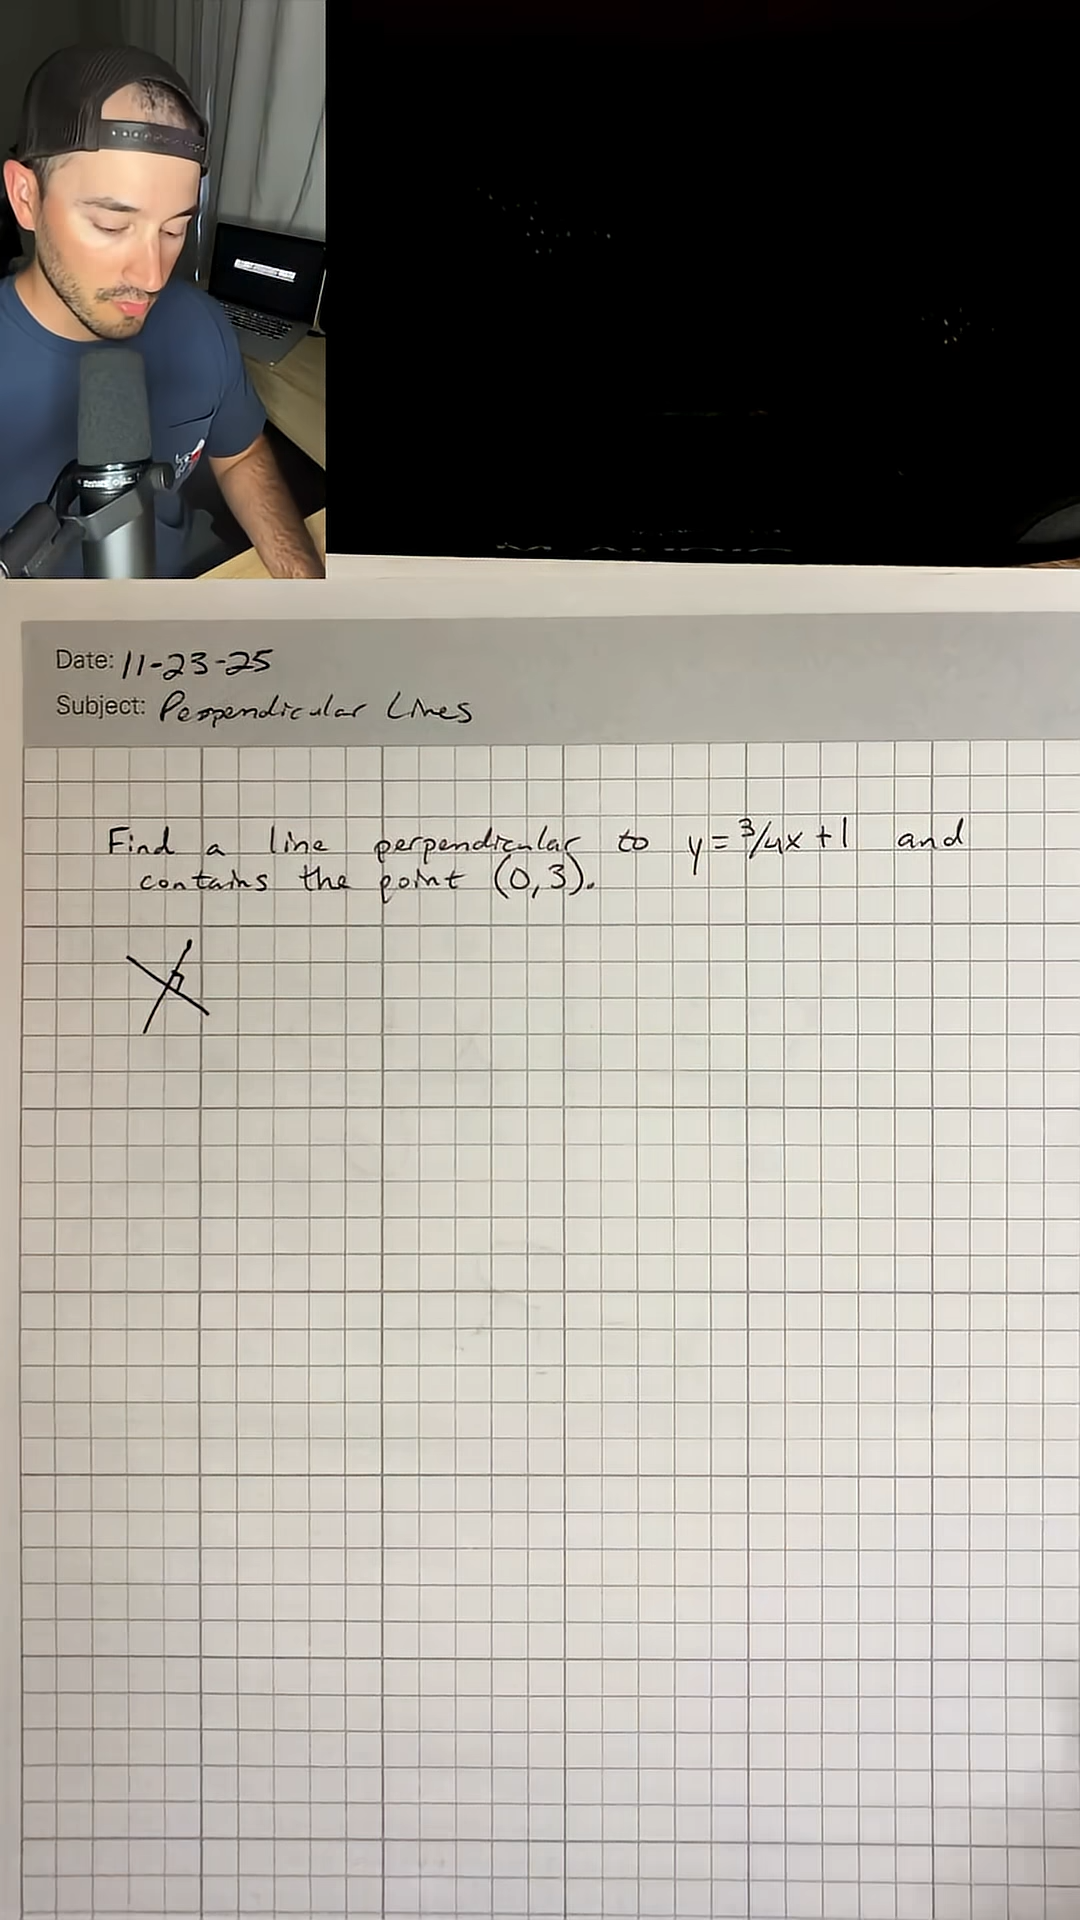 Date: 11-23-25
Subject: Perpendicular Lines
Find a line perpendicular to y=3/4x+1 and
contains the point (0,3).